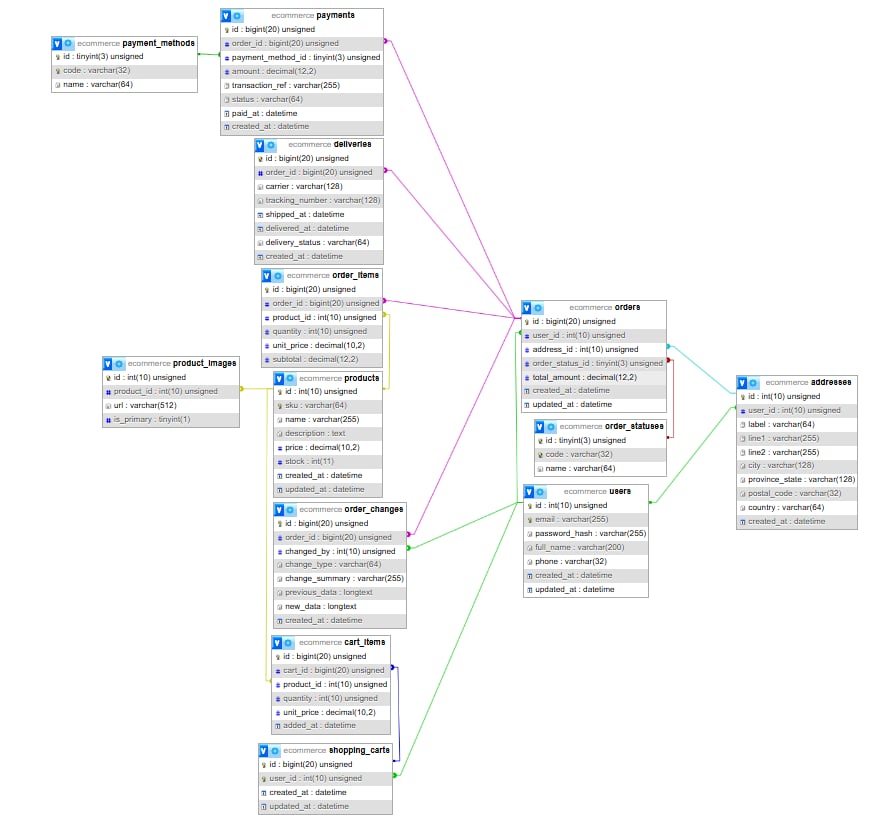 ecommerce payments
id : bigint(20) unsigned
order_id : bigint(20) unsigned
payment_method_id : tinyint(3) unsigned
amount : decimal(12,2)
transaction_ref : varchar(255)
status : varchar(64)
paid_at : datetime
created_at : datetime
ecommerce payment_methods
id : tinyint(3) unsigned
code : varchar(32)
name : varchar(64)
ecommerce deliveries
id : bigint(20) unsigned
order_id : bigint(20) unsigned
carrier : varchar(128)
tracking_number : varchar(128)
shipped_at : datetime
delivered_at : datetime
delivery_status : varchar(64)
created_at : datetime
ecommerce order_items
id : bigint(20) unsigned
order_id : bigint(20) unsigned
product_id : int(10) unsigned
quantity : int(10) unsigned
unit_price : decimal(10,2)
subtotal : decimal(12,2)
ecommerce orders
id : bigint(20) unsigned
user_id : int(10) unsigned
address_id : int(10) unsigned
order_status_id : tinyint(3) unsigned
total_amount : decimal(12,2)
created_at : datetime
updated_at : datetime
ecommerce product_images
id : int(10) unsigned
product_id : int(10) unsigned
url : varchar(512)
is_primary : tinyint(1)
ecommerce products
id : int(10) unsigned
sku : varchar(64)
name : varchar(255)
description : text
price : decimal(10,2)
stock : int(11)
created_at : datetime
updated_at : datetime
ecommerce addresses
id : int(10) unsigned
user_id : int(10) unsigned
label : varchar(64)
line1 : varchar(255)
line2 : varchar(255)
city : varchar(128)
province_state : varchar(128)
postal_code : varchar(32)
country : varchar(64)
created_at : datetime
ecommerce order_statuses
id : tinyint(3) unsigned
code : varchar(32)
name : varchar(64)
ecommerce users
id : int(10) unsigned
email : varchar(255)
password_hash : varchar(255)
full_name : varchar(200)
phone : varchar(32)
created_at : datetime
updated_at : datetime
ecommerce order_changes
id : bigint(20) unsigned
order_id : bigint(20) unsigned
changed_by : int(10) unsigned
change_type : varchar(64)
change_summary : varchar(255)
previous_data : longtext
new_data : longtext
created_at : datetime
ecommerce cart_items
id : bigint(20) unsigned
cart_id : bigint(20) unsigned
product_id : int(10) unsigned
quantity : int(10) unsigned
unit_price : decimal(10,2)
added_at : datetime
ecommerce shopping_carts
id : bigint(20) unsigned
user_id : int(10) unsigned
created_at : datetime
updated_at : datetime